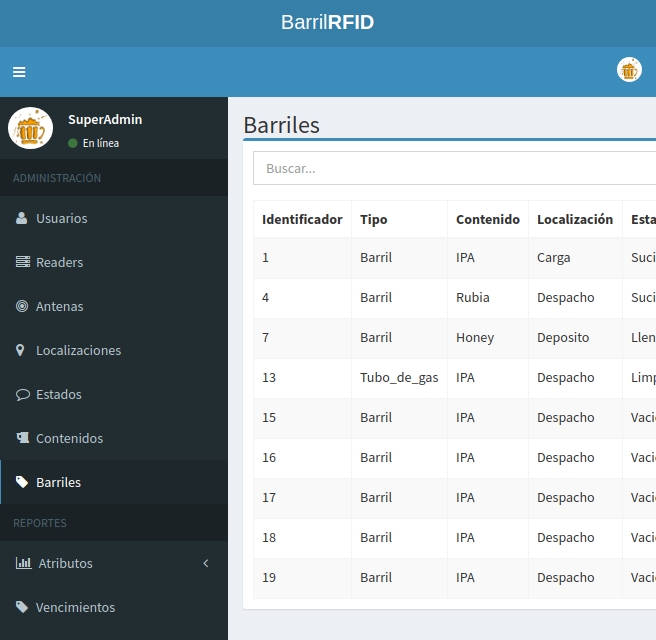 BarrilRFID
SuperAdmin
En línea
ADMINISTRACIÓN
Usuarios
Readers
Antenas
Localizaciones
Estados
Contenidos
Barriles
REPORTES
Atributos
Vencimientos
Barriles
Buscar...
Identificador Tipo Contenido Localización Esta
1 Barril IPA Carga Suci
4 Barril Rubia Despacho Suci
7 Barril Honey Deposito Llen
13 Tubo_de_gas IPA Despacho Limp
15 Barril IPA Despacho Vaci
16 Barril IPA Despacho Vaci
17 Barril IPA Despacho Vaci
18 Barril IPA Despacho Vaci
19 Barril IPA Despacho Vaci